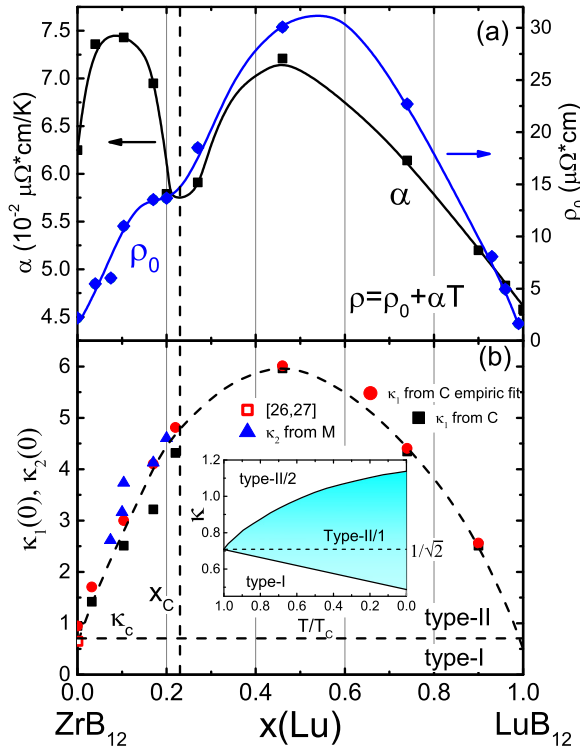 (a)
α (10⁻² μΩ*cm/K)
7.5
7.0
6.5
6.0
5.5
5.0
4.5
ρ₀ (μΩ*cm)
30
25
20
15
10
5
0
ρ₀
α
ρ=ρ₀+αT
(b)
κ₁(0), κ₂(0)
6
5
4
3
2
1
0
κ₁ from C empiric fit
[26,27]
κ₁ from C
κ₂ from M
κ
1.2
1.0
0.8
0.6
type-II/2
Type-II/1
1/√2
type-I
1.0 0.8 0.6 0.4 0.2 0.0
T/T_C
x_C
κ_c
type-II
type-I
0.0 0.2 0.4 0.6 0.8 1.0
ZrB₁₂ x(Lu) LuB₁₂